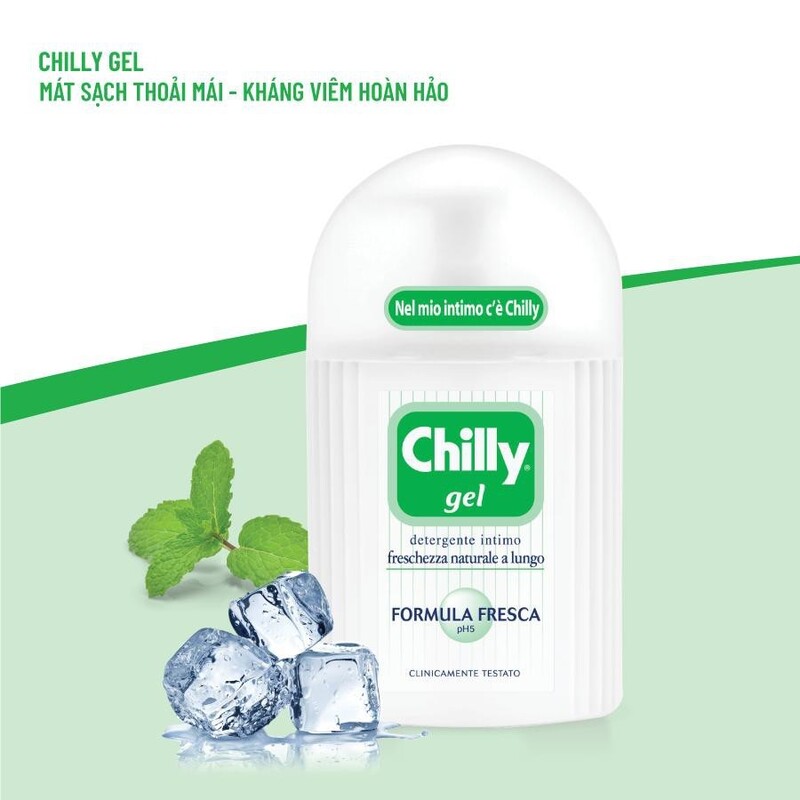 CHILLY GEL
MÁT SẠCH THOẢI MÁI - KHÁNG VIÊM HOÀN HẢO
Nel mio intimo c'è Chilly
Chilly®
gel
detergente intimo
freschezza naturale a lungo
FORMULA FRESCA
pH5
CLINICAMENTE TESTATO